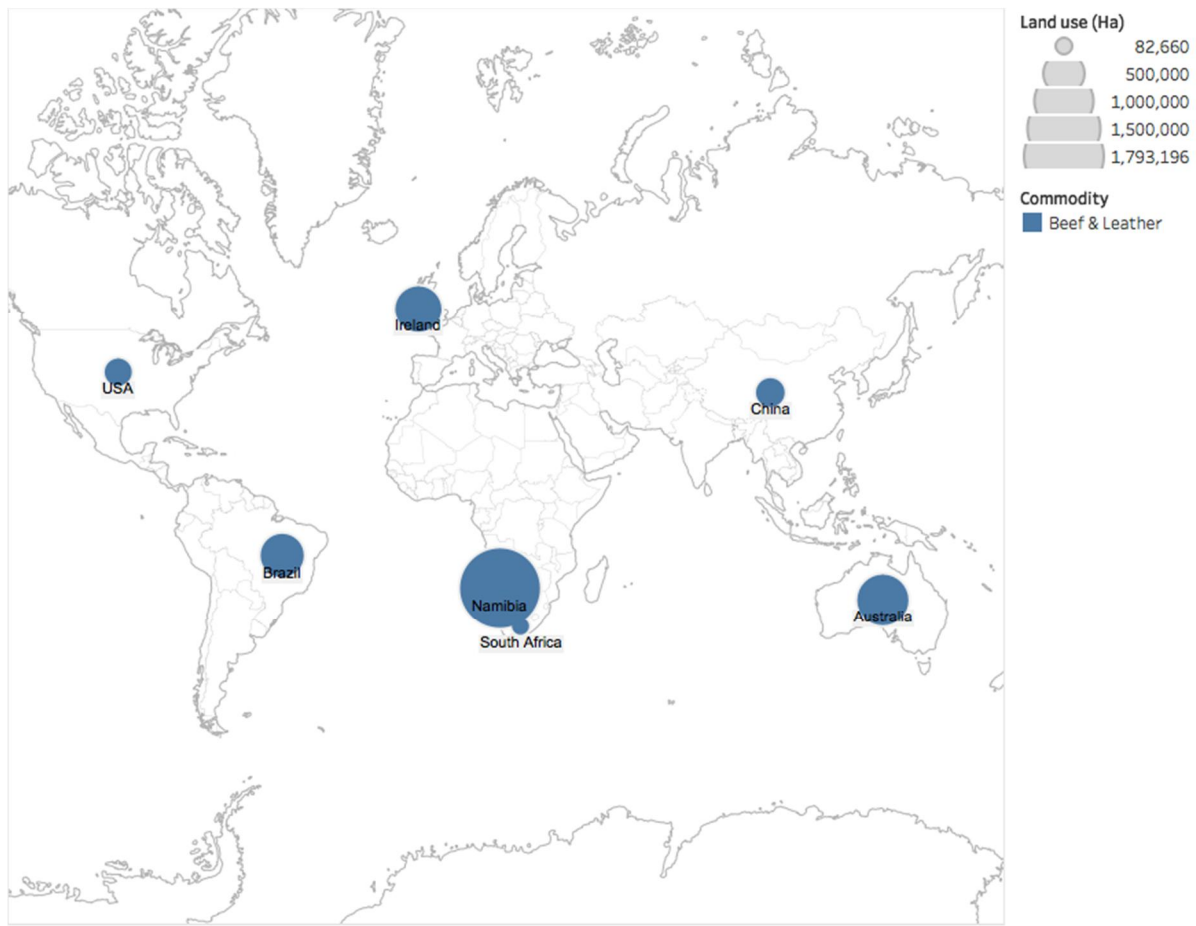 Land use (Ha)
82,660
500,000
1,000,000
1,500,000
1,793,196
Commodity
Beef & Leather
Ireland
USA
China
Brazil
Namibia
Australia
South Africa